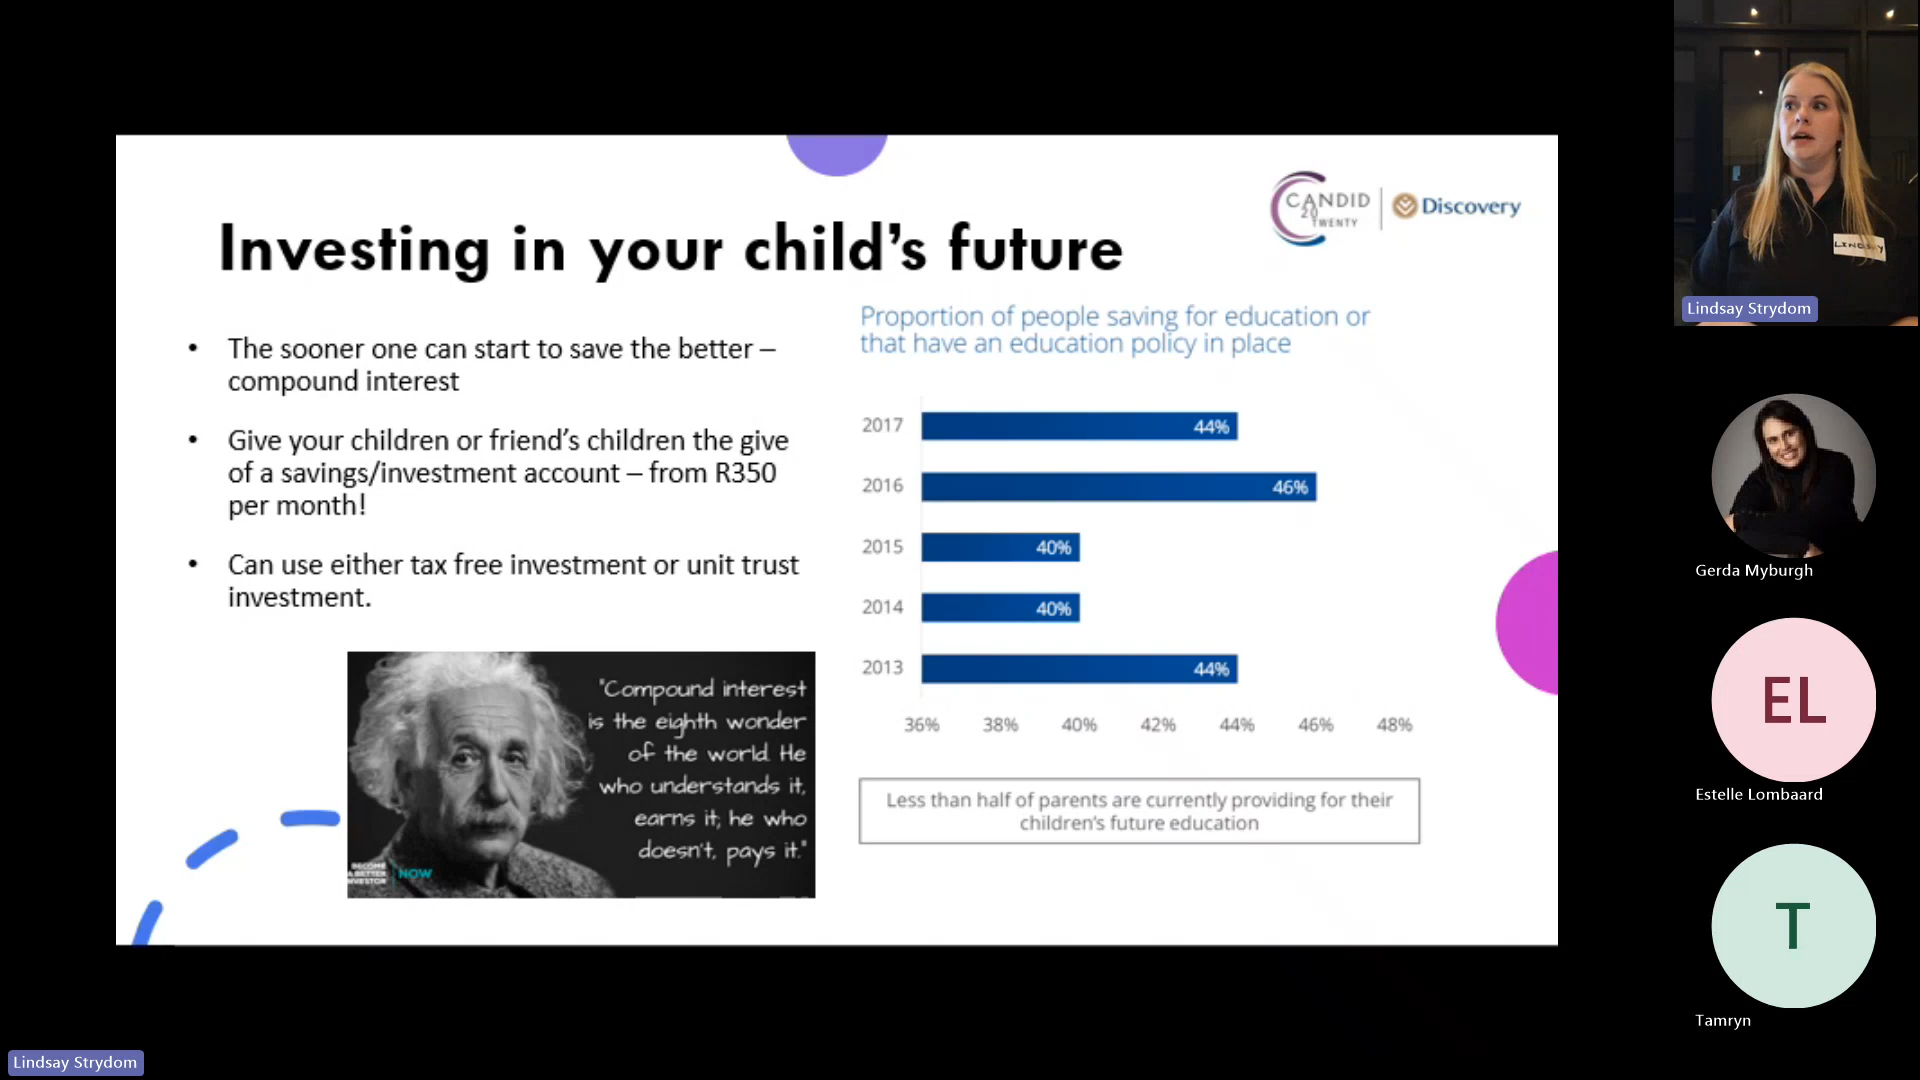 Investing in your child's future
CANDID
20
TWENTY
Discovery
• The sooner one can start to save the better –
compound interest
• Give your children or friend's children the give
of a savings/investment account – from R350
per month!
• Can use either tax free investment or unit trust
investment.
"Compound interest
is the eighth wonder
of the world. He
who understands it,
earns it; he who
doesn't, pays it."
BECOME
A BETTER
INVESTOR
NOW
Proportion of people saving for education or
that have an education policy in place
2017 44%
2016 46%
2015 40%
2014 40%
2013 44%
36% 38% 40% 42% 44% 46% 48%
Less than half of parents are currently providing for their
children's future education
LINDSAY
Lindsay Strydom
Gerda Myburgh
EL
Estelle Lombaard
T
Tamryn
Lindsay Strydom